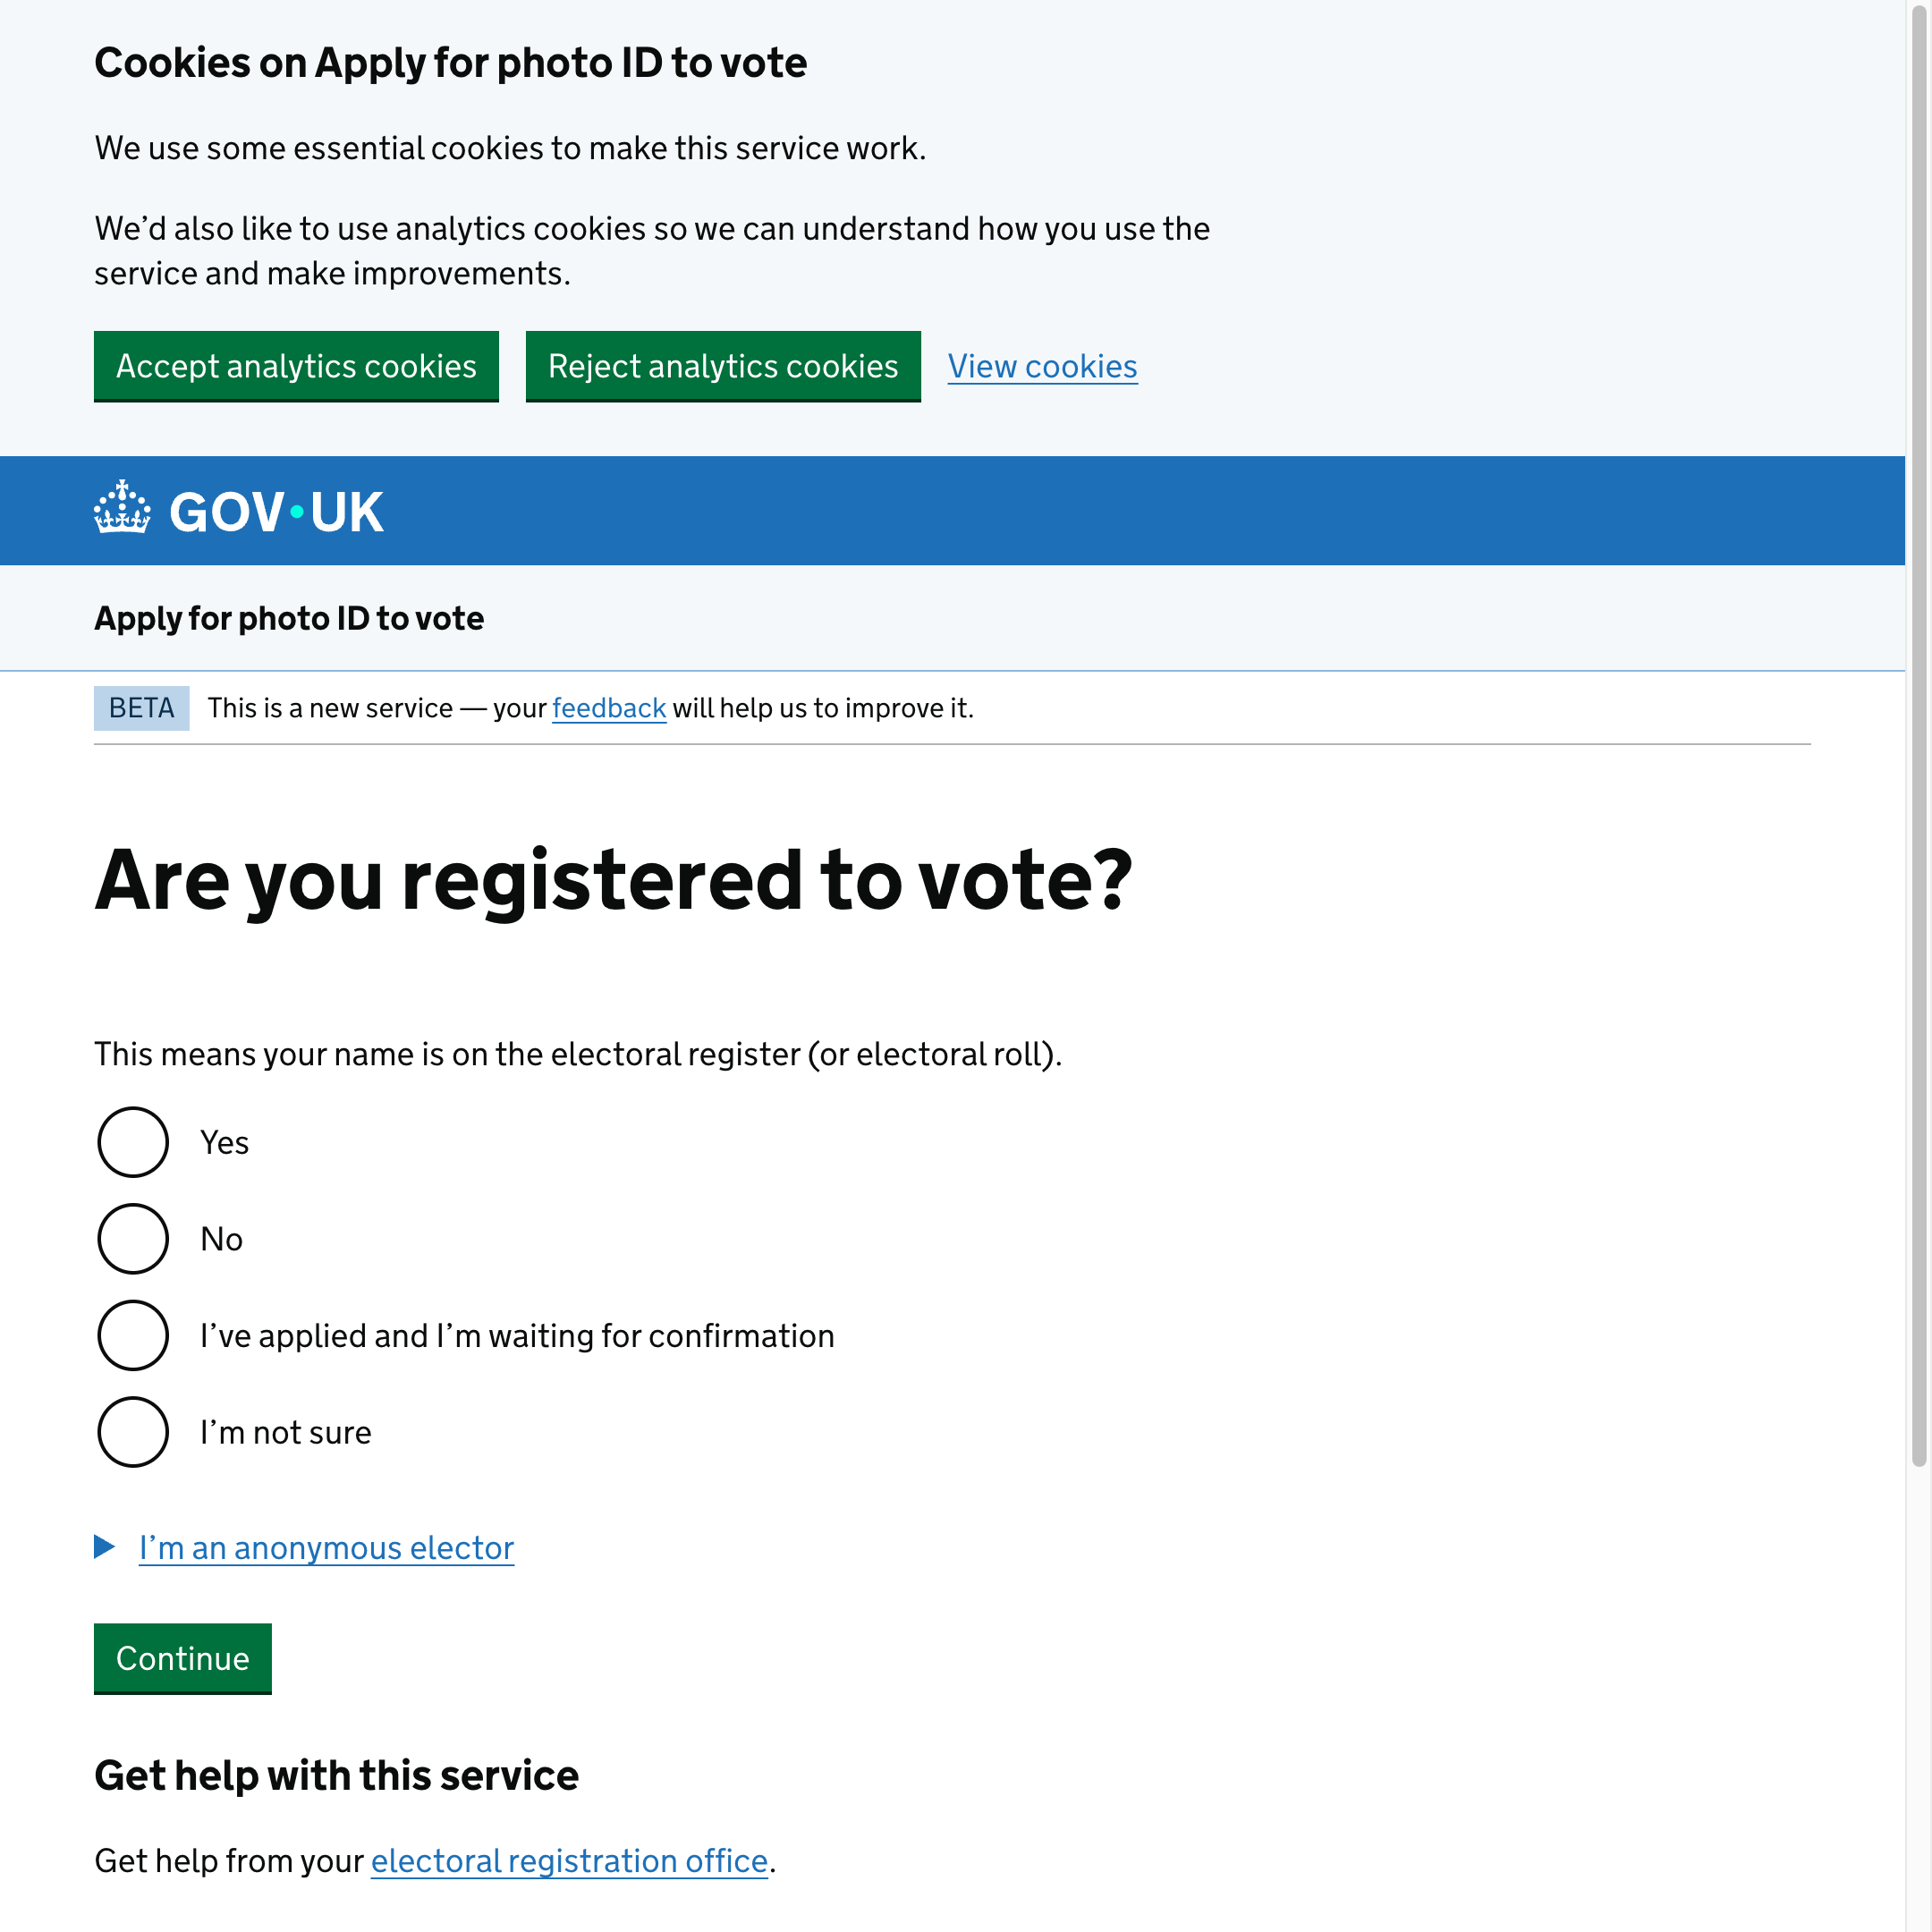 Cookies on Apply for photo ID to vote
We use some essential cookies to make this service work.
We’d also like to use analytics cookies so we can understand how you use the
service and make improvements.
Accept analytics cookies Reject analytics cookies View cookies
GOV·UK
Apply for photo ID to vote
BETA This is a new service — your feedback will help us to improve it.
Are you registered to vote?
This means your name is on the electoral register (or electoral roll).
Yes
No
I’ve applied and I’m waiting for confirmation
I’m not sure
I’m an anonymous elector
Continue
Get help with this service
Get help from your electoral registration office.